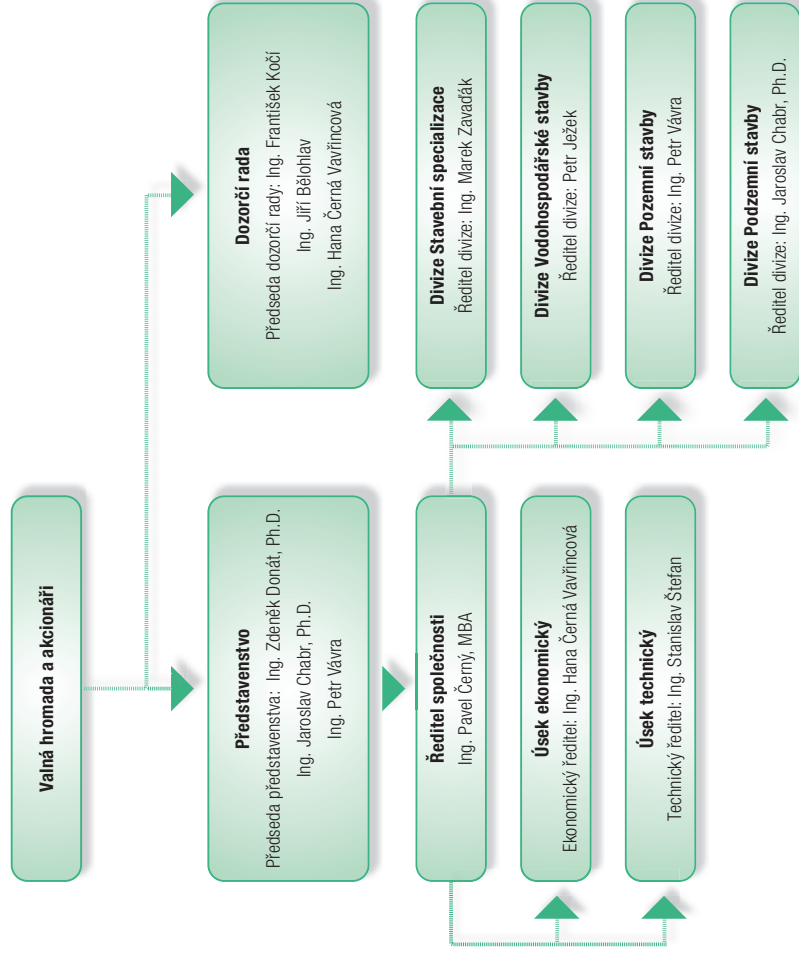 Valná hromada a akcionáři
Představenstvo
Předseda představenstva: Ing. Zdeněk Donát, Ph.D.
Ing. Jaroslav Chabr, Ph.D.
Ing. Petr Vávra
Dozorčí rada
Předseda dozorčí rady: Ing. František Kočí
Ing. Jiří Bělohlav
Ing. Hana Černá Vavřincová
Ředitel společnosti
Ing. Pavel Černý, MBA
Úsek ekonomický
Ekonomický ředitel: Ing. Hana Černá Vavřincová
Úsek technický
Technický ředitel: Ing. Stanislav Štefan
Divize Stavební specializace
Ředitel divize: Ing. Marek Zavaďák
Divize Vodohospodářské stavby
Ředitel divize: Petr Ježek
Divize Pozemní stavby
Ředitel divize: Ing. Petr Vávra
Divize Podzemní stavby
Ředitel divize: Ing. Jaroslav Chabr, Ph.D.